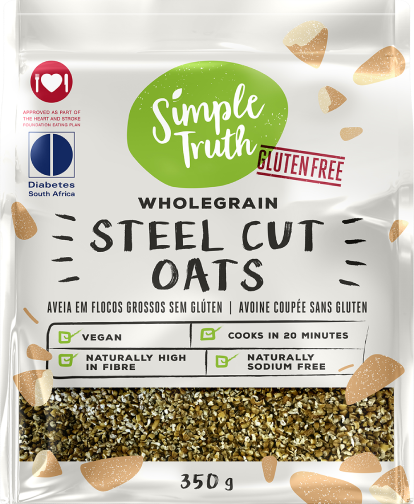 Simple
Truth
GLUTEN FREE
APPROVED AS PART OF
THE HEART AND STROKE
FOUNDATION EATING PLAN
Diabetes
South Africa
WHOLEGRAIN
STEEL CUT
OATS
AVEIA EM FLOCOS GROSSOS SEM GLÚTEN | AVOINE COUPÉE SANS GLUTEN
VEGAN
COOKS IN 20 MINUTES
NATURALLY HIGH
IN FIBRE
NATURALLY
SODIUM FREE
350 g